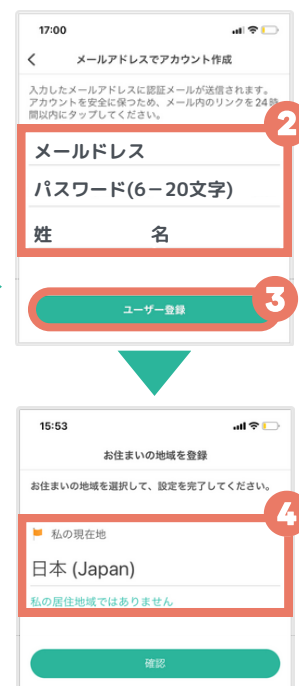 17:00
メールアドレスでアカウント作成
入力したメールアドレスに認証メールが送信されます。
アカウントを安全に保つため、メール内のリンクを24時
間以内にタップしてください。
2
メールドレス
パスワード(6－20文字)
姓 名
3
ユーザー登録
15:53
お住まいの地域を登録
お住まいの地域を選択して、設定を完了してください。
4
私の現在地
日本 (Japan)
私の居住地域ではありません
確認